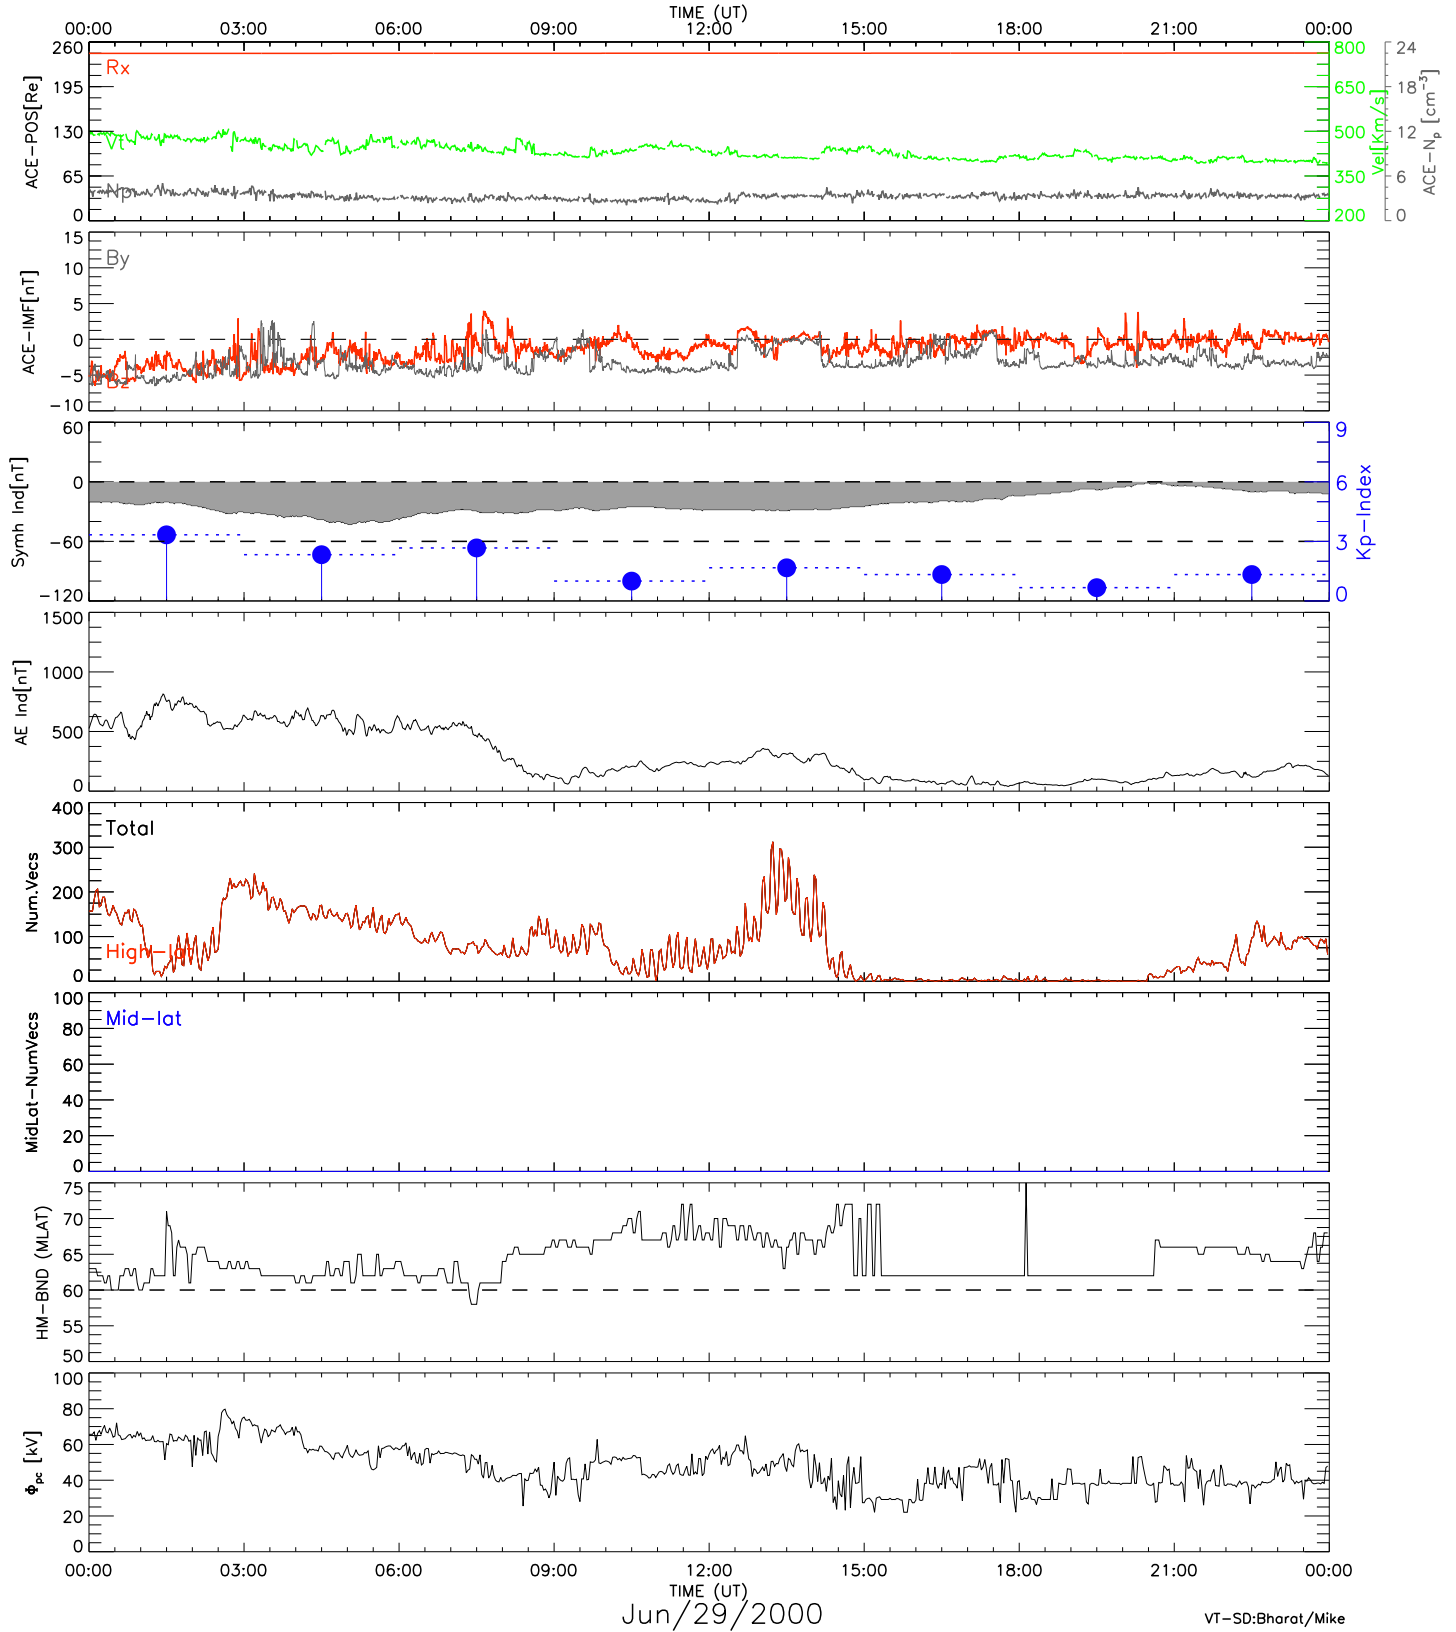 TIME (UT)
00:00 03:00 06:00 09:00 12:00 15:00 18:00 21:00 00:00
260 195 130 65 0
ACE-POS[Re]
Rx
Vt
Np
800 650 500 350 200
Vel[Km/s]
24 18 12 6 0
ACE-Np [cm⁻³]
15 10 5 0 -5 -10
ACE-IMF[nT]
By
Bz
60 0 -60 -120
Symh Ind[nT]
9 6 3 0
Kp-Index
1500 1000 500 0
AE Ind[nT]
400 300 200 100 0
Num.Vecs
Total
High-lat
100 80 60 40 20 0
MidLat-NumVecs
Mid-lat
75 70 65 60 55 50
HM-BND (MLAT)
100 80 60 40 20 0
Φpc [kV]
00:00 03:00 06:00 09:00 12:00 15:00 18:00 21:00 00:00
TIME (UT)
Jun/29/2000
VT-SD:Bharat/Mike